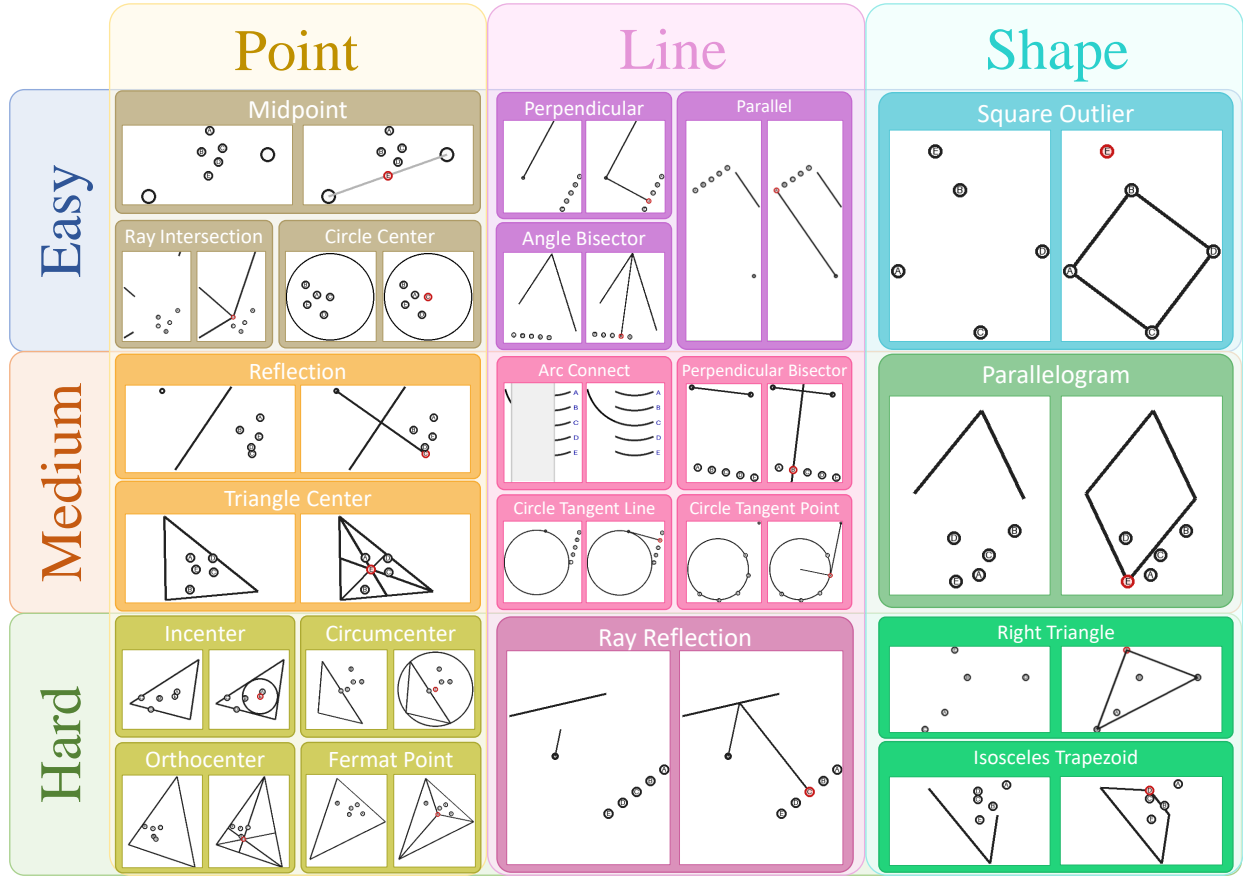 Point
Line
Shape
Easy
Medium
Hard
Midpoint
A
B
C
D
E
A
B
C
D
E
Ray Intersection
Circle Center
B
A
C
E
D
B
A
C
E
D
Perpendicular
Parallel
Angle Bisector
Square Outlier
E
B
D
A
C
E
B
D
A
C
Reflection
A
B
E
D
C
A
B
E
D
C
Triangle Center
A
D
E
C
B
A
D
E
C
B
Arc Connect
A
B
C
D
E
A
B
C
D
E
Perpendicular Bisector
A
B
C
D
E
A
B
C
D
E
Circle Tangent Line
Circle Tangent Point
Parallelogram
D
B
C
E
A
D
B
C
E
A
Incenter
Circumcenter
Orthocenter
Fermat Point
Ray Reflection
A
B
C
D
E
A
B
C
D
E
Right Triangle
Isosceles Trapezoid
A
D
C
B
E
A
D
C
B
E